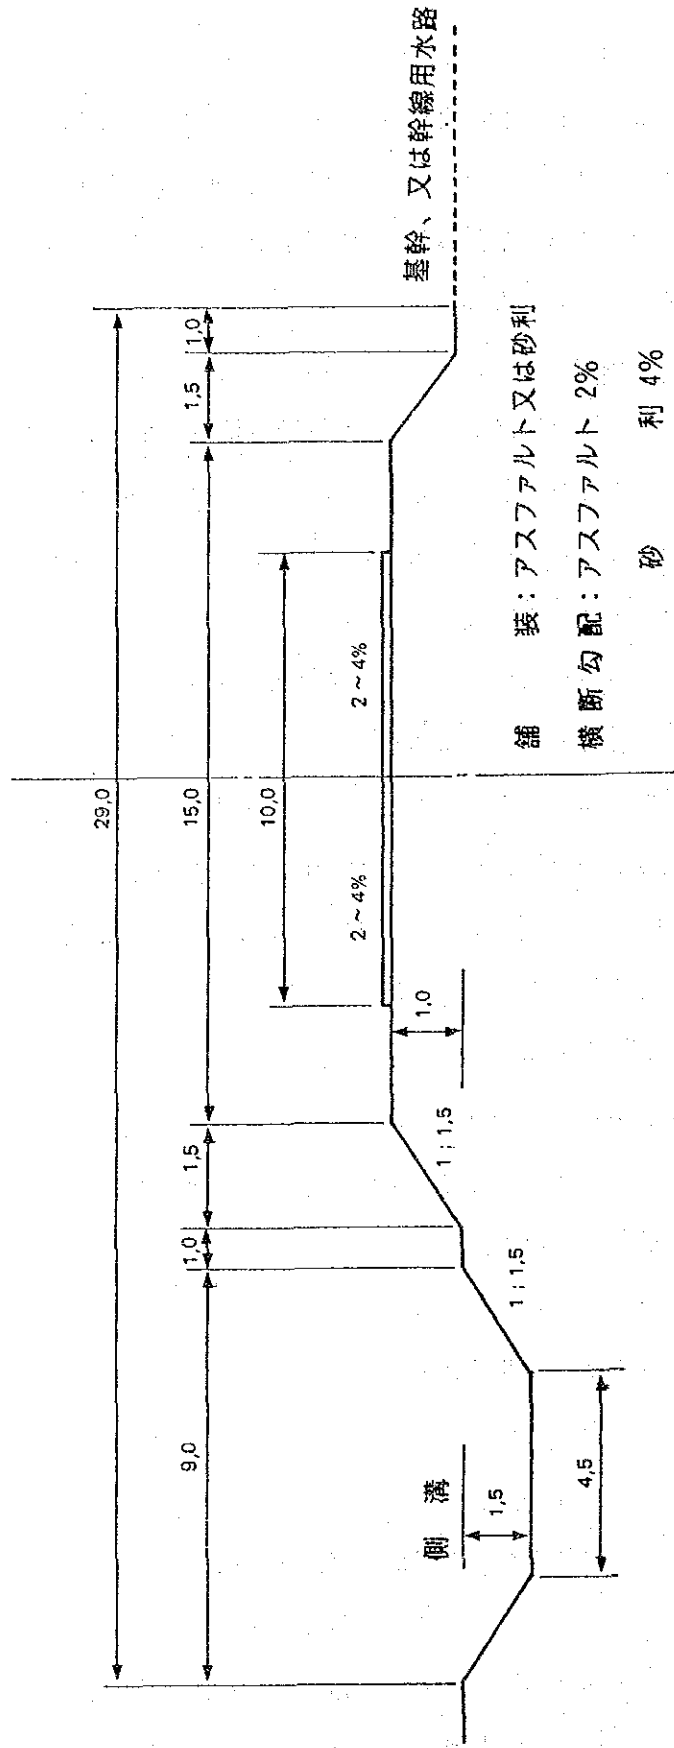 29,0
9,0
1,0
1,5
15,0
1,5
1,0
10,0
2～4%
2～4%
基幹、又は幹線用水路
側 溝
1,5
4,5
1 : 1,5
1 : 1,5
1,0
舗 装：アスファルト又は砂利
横断勾配：アスファルト 2%
砂 利 4%